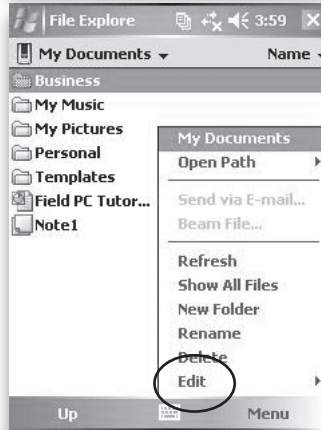 File Explore 3:59
My Documents Name
Business
My Music
My Pictures
Personal
Templates
Field PC Tutor...
Note1
My Documents
Open Path
Send via E-mail...
Beam File...
Refresh
Show All Files
New Folder
Rename
Delete
Edit
Up Menu